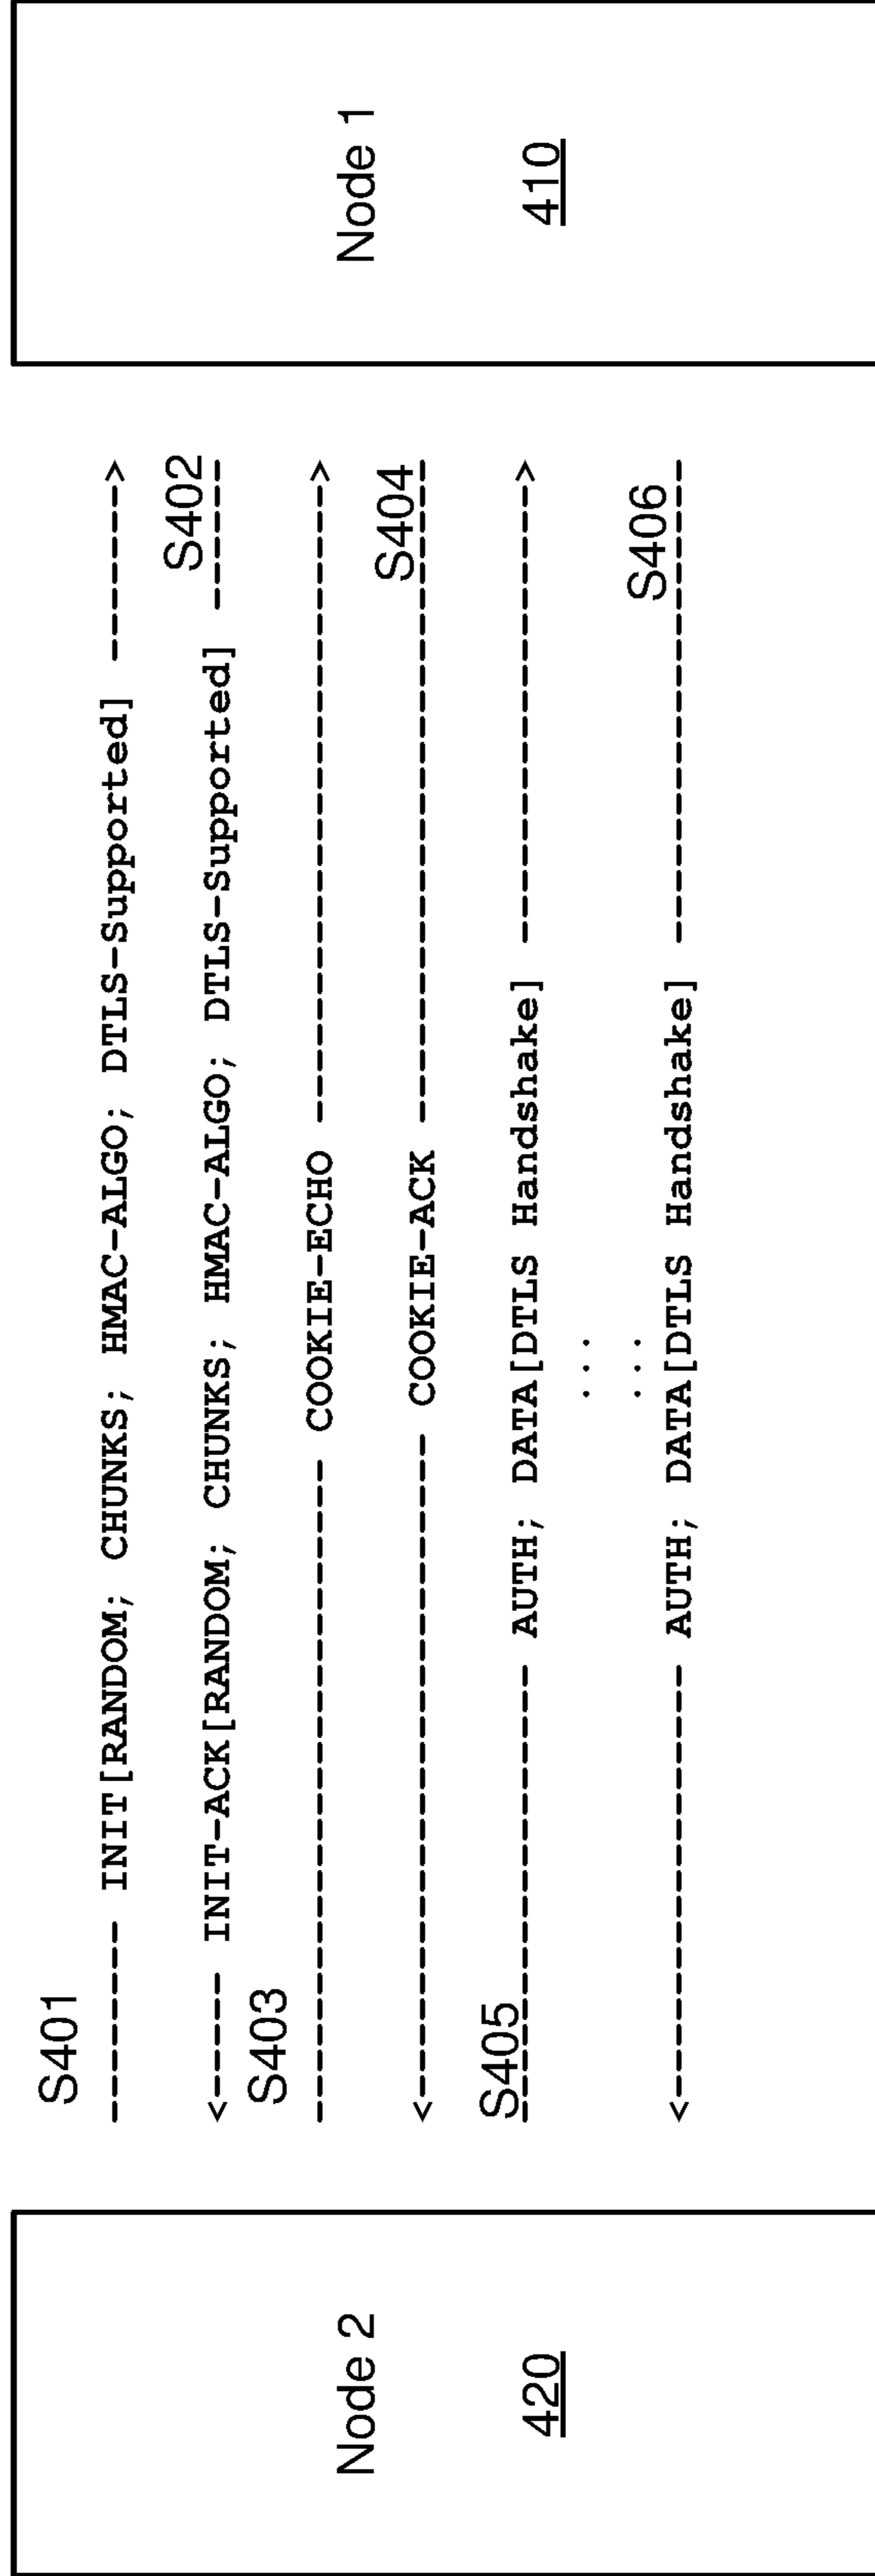 Node 2
420
S401
-------- INIT[RANDOM; CHUNKS; HMAC-ALGO; DTLS-Supported] -------->
S402
<------ INIT-ACK[RANDOM; CHUNKS; HMAC-ALGO; DTLS-Supported] ------
S403
---------------------------- COOKIE-ECHO ---------------------------->
S404
<---------------------------- COOKIE-ACK ----------------------------
S405
------------------- AUTH; DATA[DTLS Handshake] ------------------->
...
...
S406
<------------------- AUTH; DATA[DTLS Handshake] --------------------
Node 1
410